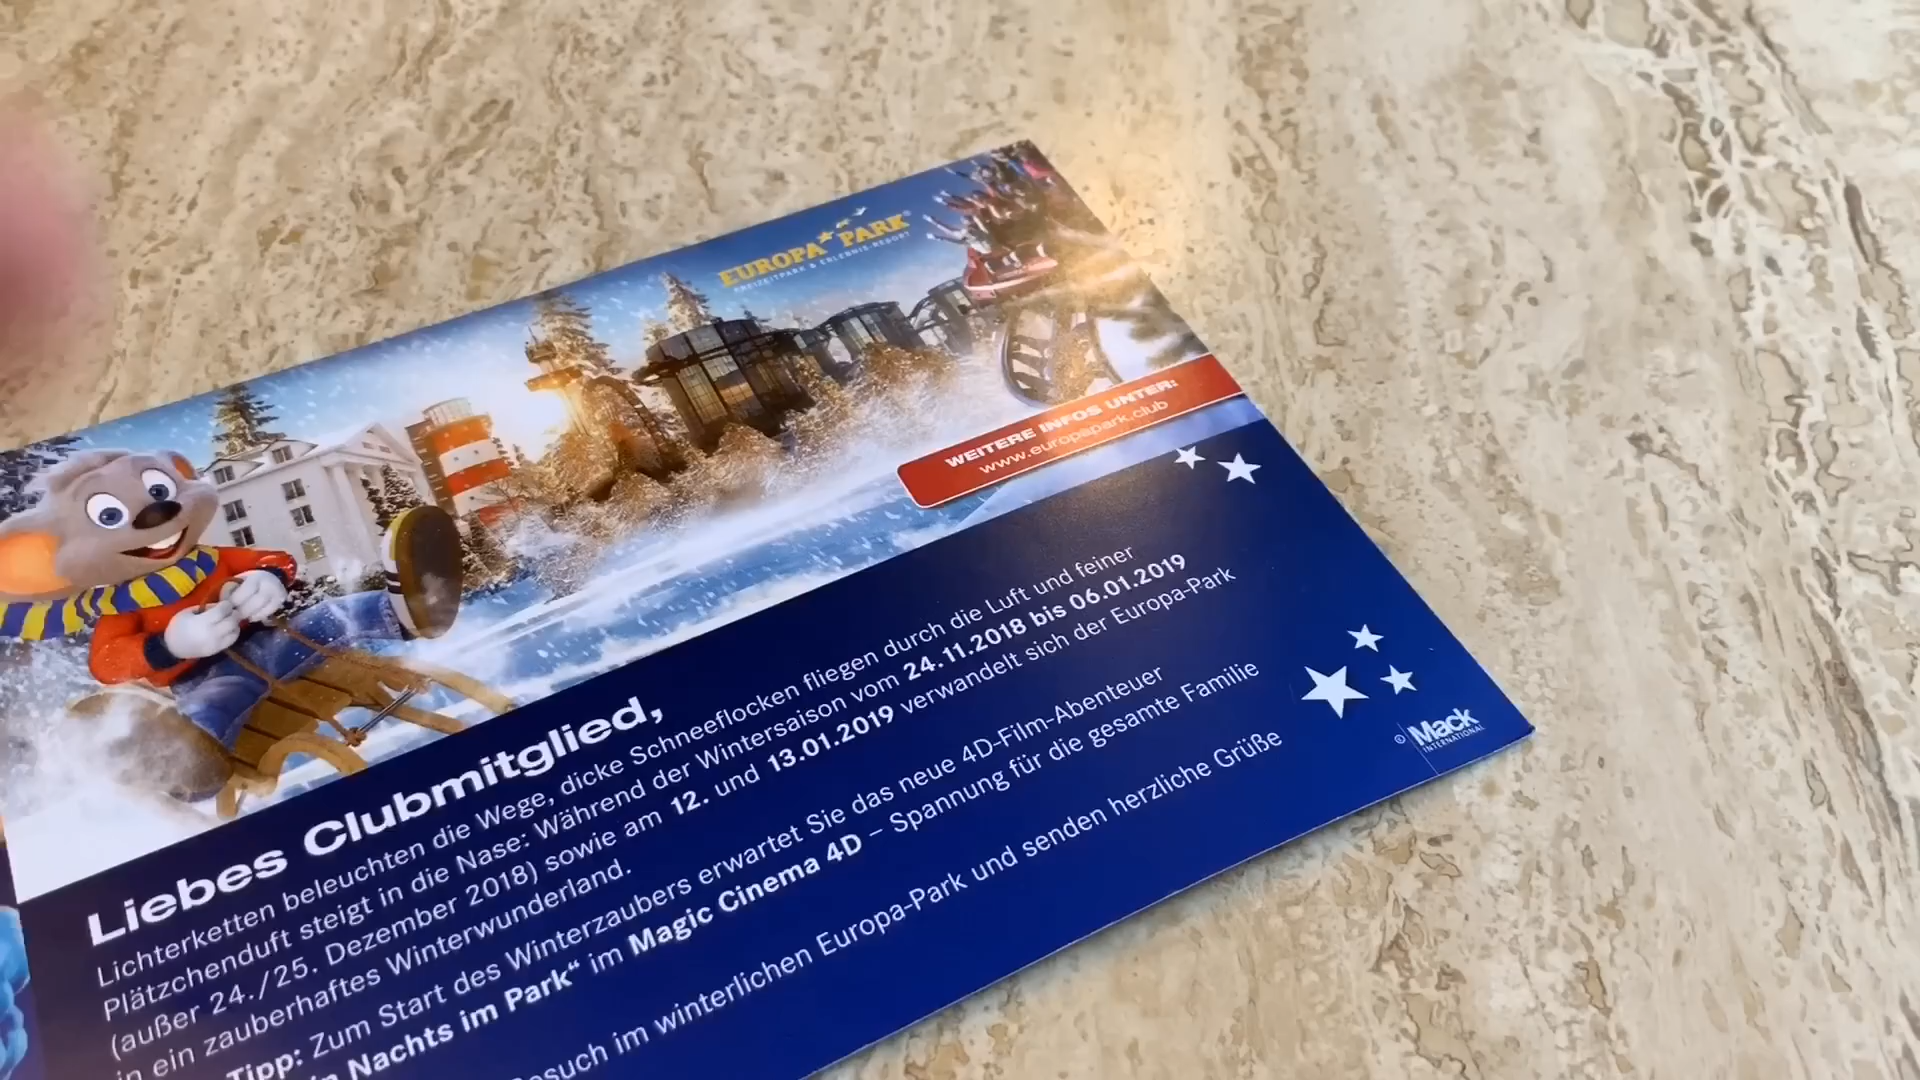 EUROPA PARK
FREIZEITPARK & ERLEBNIS-RESORT
WEITERE INFOS UNTER:
www.europapark.club
Liebes Clubmitglied,
Lichterketten beleuchten die Wege, dicke Schneeflocken fliegen durch die Luft und feiner
Plätzchenduft steigt in die Nase: Während der Wintersaison vom 24.11.2018 bis 06.01.2019
(außer 24./25. Dezember 2018) sowie am 12. und 13.01.2019 verwandelt sich der Europa-Park
in ein zauberhaftes Winterwunderland.
Tipp: Zum Start des Winterzaubers erwartet Sie das neue 4D-Film-Abenteuer
Nachts im Park“ im Magic Cinema 4D – Spannung für die gesamte Familie
im winterlichen Europa-Park und senden herzliche Grüße
© Mack
INTERNATIONAL